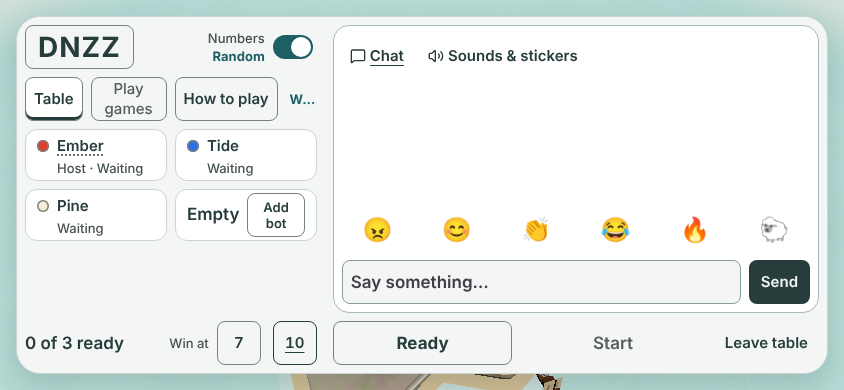 DNZZ
Numbers
Random
Table
Play games
How to play
W...
Ember
Host · Waiting
Tide
Waiting
Pine
Waiting
Empty
Add bot
0 of 3 ready
Win at
7
10
Chat
Sounds & stickers
Say something...
Send
Ready
Start
Leave table